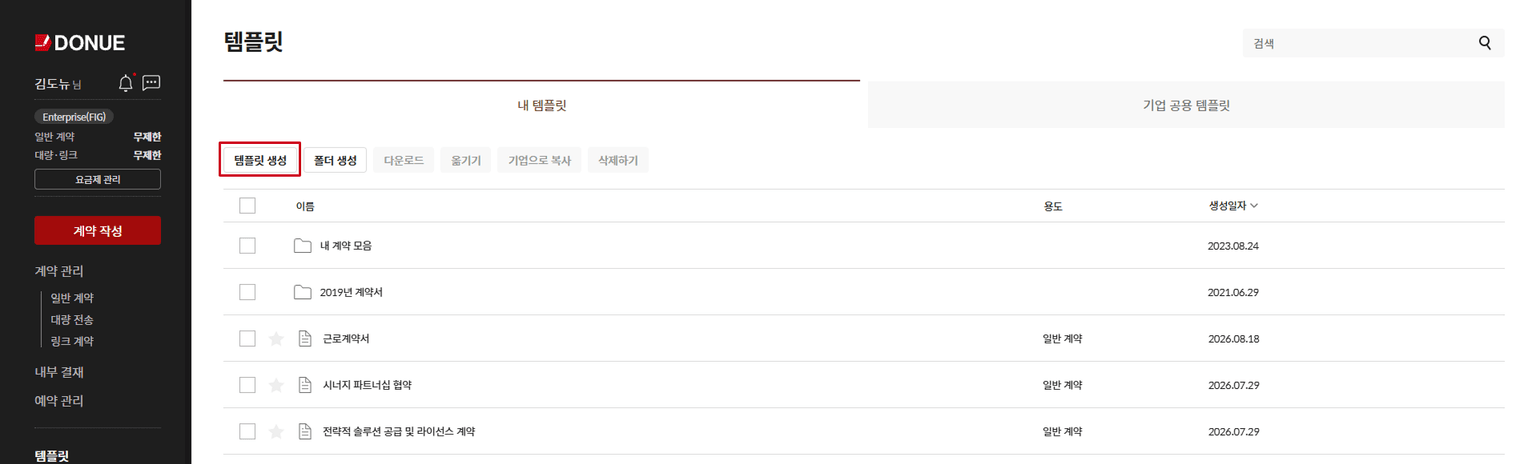 DONUE
김도뉴 님
Enterprise(FIG)
일반 계약 무제한
대량·링크 무제한
요금제 관리
계약 작성
계약 관리
일반 계약
대량 전송
링크 계약
내부 결재
예약 관리
템플릿
템플릿
검색
내 템플릿 기업 공용 템플릿
템플릿 생성 폴더 생성 다운로드 옮기기 기업으로 복사 삭제하기
이름 용도 생성일자
내 계약 모음 2023.08.24
2019년 계약서 2021.06.29
근로계약서 일반 계약 2026.08.18
시너지 파트너십 협약 일반 계약 2026.07.29
전략적 솔루션 공급 및 라이선스 계약 일반 계약 2026.07.29